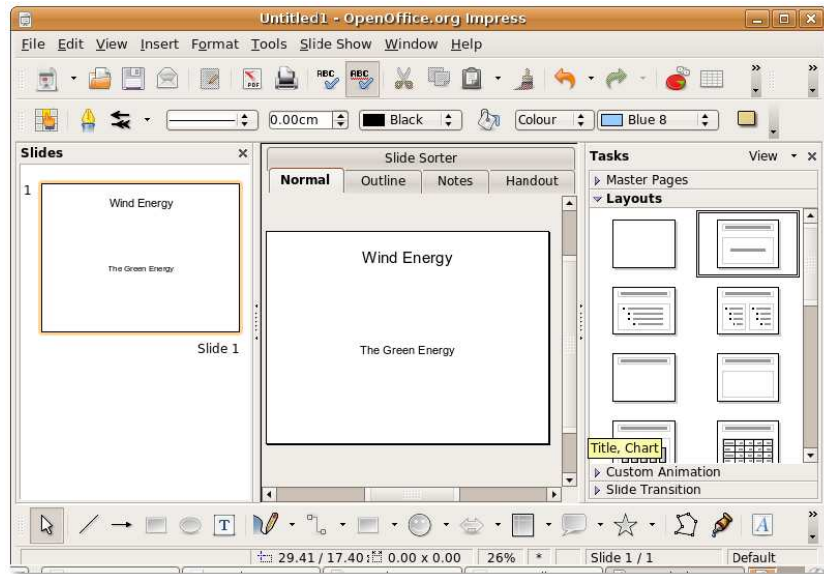 Untitled1 - OpenOffice.org Impress
File Edit View Insert Format Tools Slide Show Window Help
PDF ABC ABC » »
0.00cm Black Colour Blue 8
Slides
Slide Sorter
Tasks View
Normal Outline Notes Handout
Master Pages
Layouts
1
Wind Energy
The Green Energy
Slide 1
Wind Energy
The Green Energy
Title, Chart
Custom Animation
Slide Transition
T A »
29.41 / 17.40 0.00 x 0.00 26% * Slide 1 / 1 Default